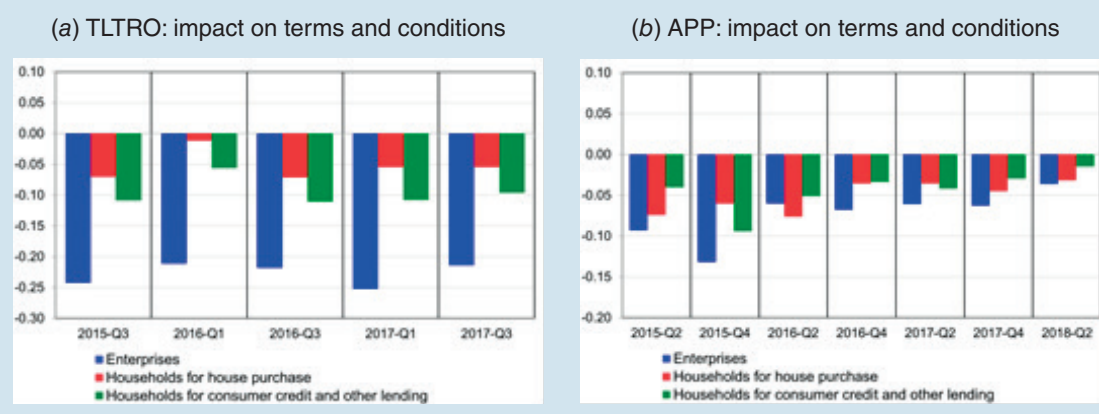 (a) TLTRO: impact on terms and conditions
0.10
0.05
0.00
-0.05
-0.10
-0.15
-0.20
-0.25
-0.30
2015-Q3 2016-Q1 2016-Q3 2017-Q1 2017-Q3
Enterprises
Households for house purchase
Households for consumer credit and other lending
(b) APP: impact on terms and conditions
0.10
0.05
0.00
-0.05
-0.10
-0.15
-0.20
2015-Q2 2015-Q4 2016-Q2 2016-Q4 2017-Q2 2017-Q4 2018-Q2
Enterprises
Households for house purchase
Households for consumer credit and other lending